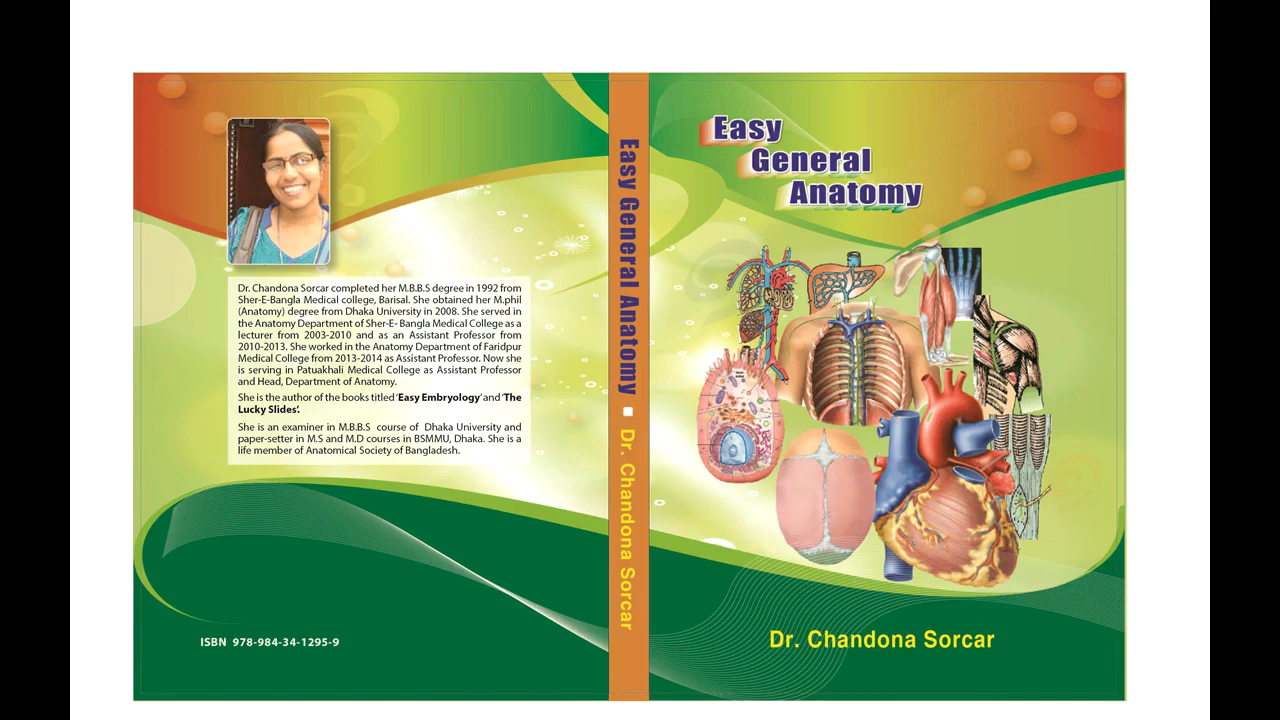 Dr. Chandona Sorcar completed her M.B.B.S degree in 1992 from
Sher-E-Bangla Medical college, Barisal. She obtained her M.phil
(Anatomy) degree from Dhaka University in 2008. She served in
the Anatomy Department of Sher-E- Bangla Medical College as a
lecturer from 2003-2010 and as an Assistant Professor from
2010-2013. She worked in the Anatomy Department of Faridpur
Medical College from 2013-2014 as Assistant Professor. Now she
is serving in Patuakhali Medical College as Assistant Professor
and Head, Department of Anatomy.
She is the author of the books titled 'Easy Embryology' and 'The
Lucky Slides'.
She is an examiner in M.B.B.S course of Dhaka University and
paper-setter in M.S and M.D courses in BSMMU, Dhaka. She is a
life member of Anatomical Society of Bangladesh.
ISBN 978-984-34-1295-9
Easy General Anatomy ▪ Dr. Chandona Sorcar
Easy
General
Anatomy
Dr. Chandona Sorcar